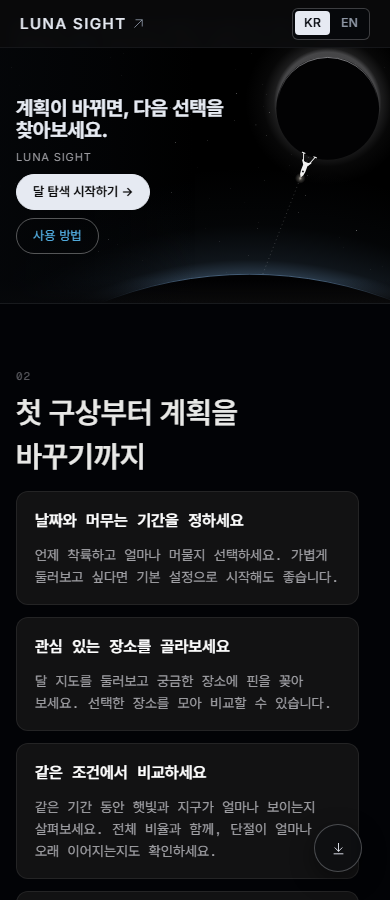 LUNA SIGHT ↗
KR EN
계획이 바뀌면, 다음 선택을
찾아보세요.
LUNA SIGHT
달 탐색 시작하기 →
사용 방법
02
첫 구상부터 계획을
바꾸기까지
날짜와 머무는 기간을 정하세요
언제 착륙하고 얼마나 머물지 선택하세요. 가볍게
둘러보고 싶다면 기본 설정으로 시작해도 좋습니다.
관심 있는 장소를 골라보세요
달 지도를 둘러보고 궁금한 장소에 핀을 꽂아
보세요. 선택한 장소를 모아 비교할 수 있습니다.
같은 조건에서 비교하세요
같은 기간 동안 햇빛과 지구가 얼마나 보이는지
살펴보세요. 전체 비율과 함께, 단절이 얼마나
오래 이어지는지도 확인하세요.